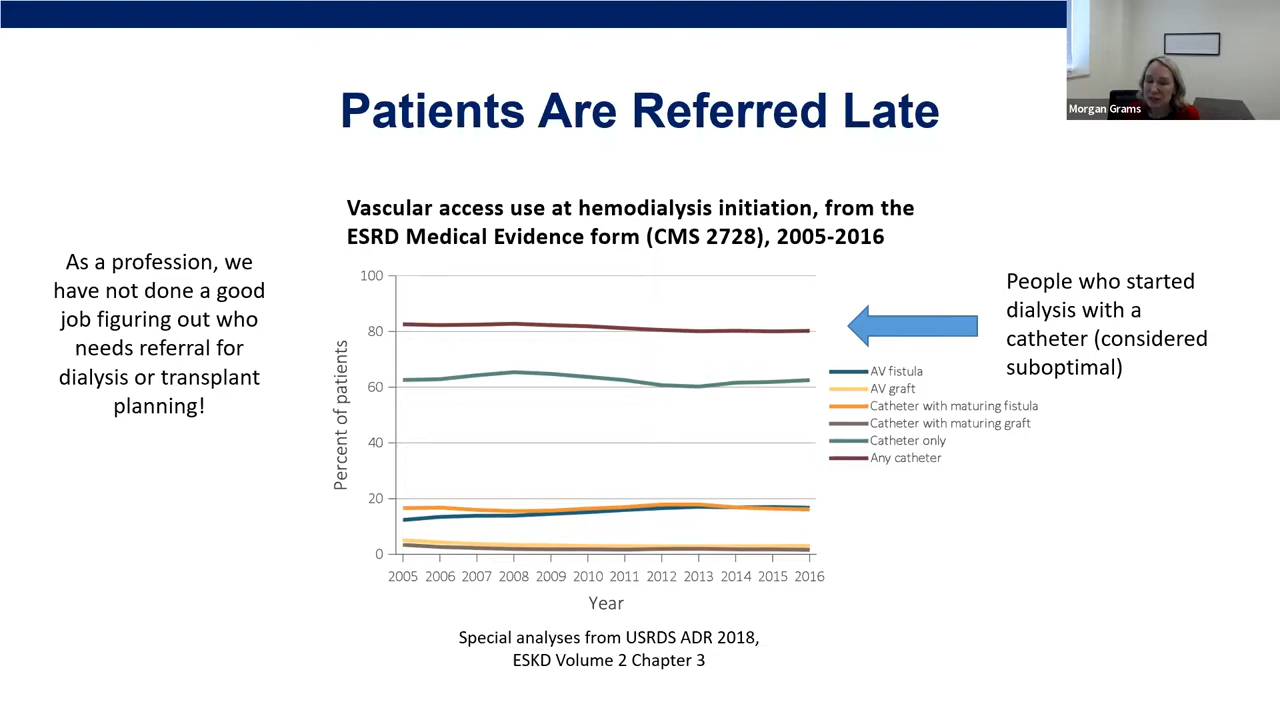 Morgan Grams
Patients Are Referred Late
As a profession, we
have not done a good
job figuring out who
needs referral for
dialysis or transplant
planning!
Vascular access use at hemodialysis initiation, from the
ESRD Medical Evidence form (CMS 2728), 2005-2016
Percent of patients
100
80
60
40
20
0
2005 2006 2007 2008 2009 2010 2011 2012 2013 2014 2015 2016
Year
AV fistula
AV graft
Catheter with maturing fistula
Catheter with maturing graft
Catheter only
Any catheter
People who started
dialysis with a
catheter (considered
suboptimal)
Special analyses from USRDS ADR 2018,
ESKD Volume 2 Chapter 3